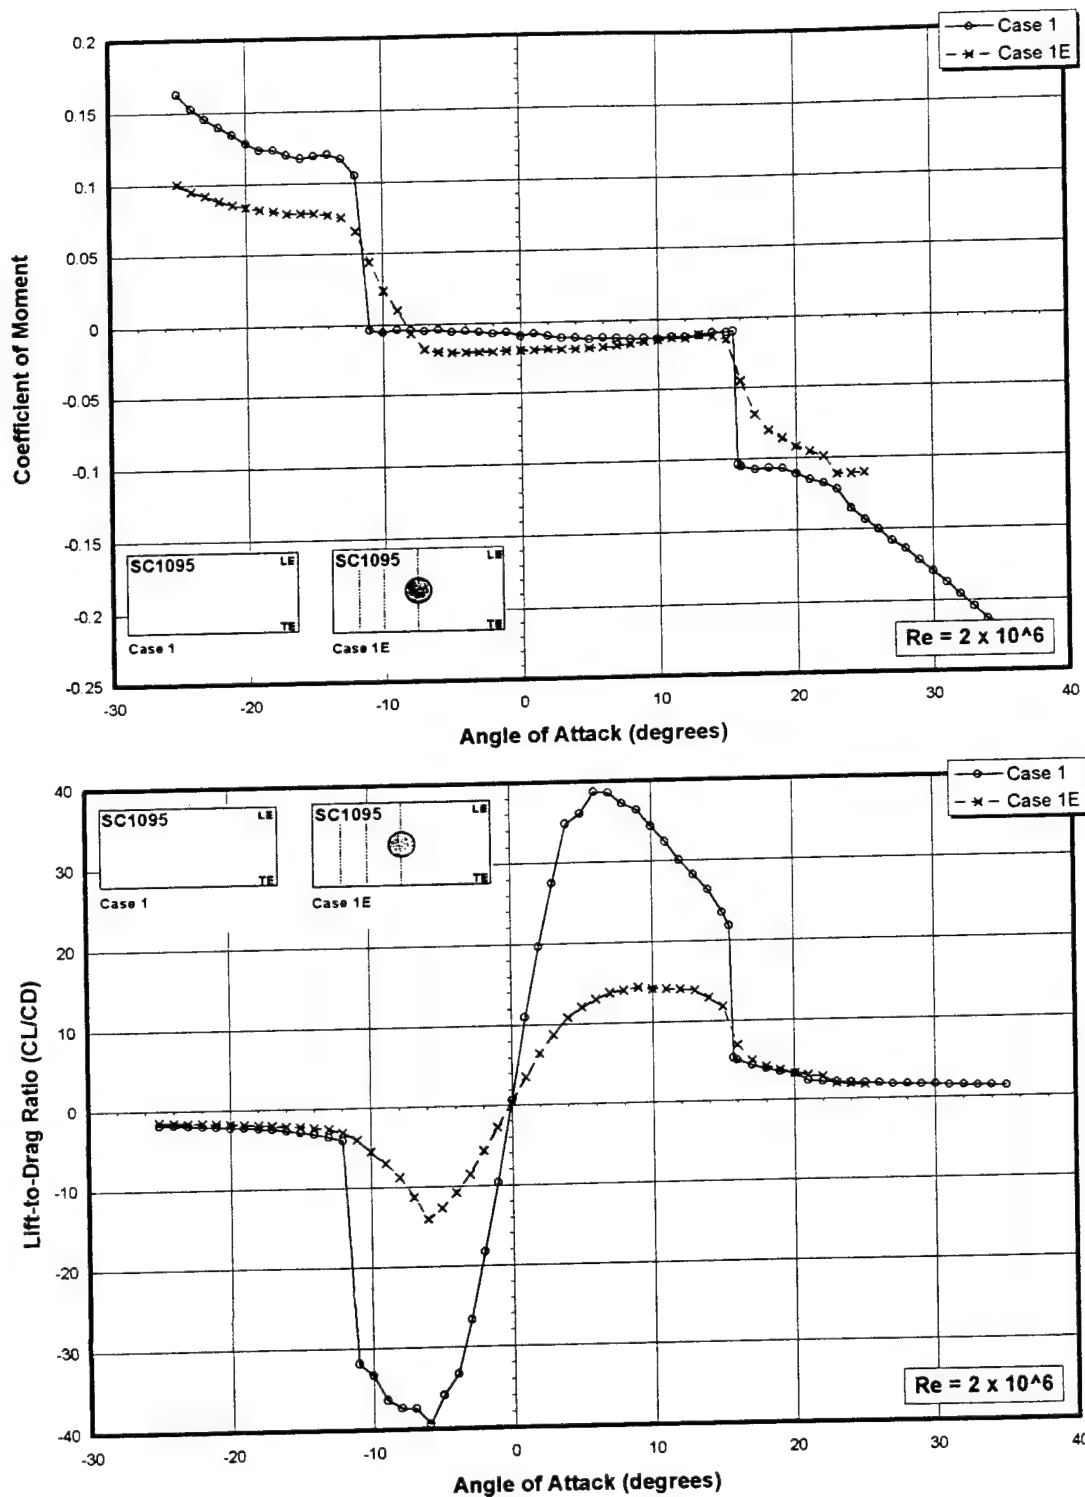 Case 1
Case 1E
0.2
0.15
0.1
0.05
0
-0.05
-0.1
-0.15
-0.2
-0.25
Coefficient of Moment
SC1095
LE
TE
Case 1
SC1095
LE
TE
Case 1E
Re = 2 x 10^6
-30
-20
-10
0
10
20
30
40
Angle of Attack (degrees)
Case 1
Case 1E
40
30
20
10
0
-10
-20
-30
-40
Lift-to-Drag Ratio (CL/CD)
SC1095
LE
TE
Case 1
SC1095
LE
TE
Case 1E
Re = 2 x 10^6
-30
-20
-10
0
10
20
30
40
Angle of Attack (degrees)